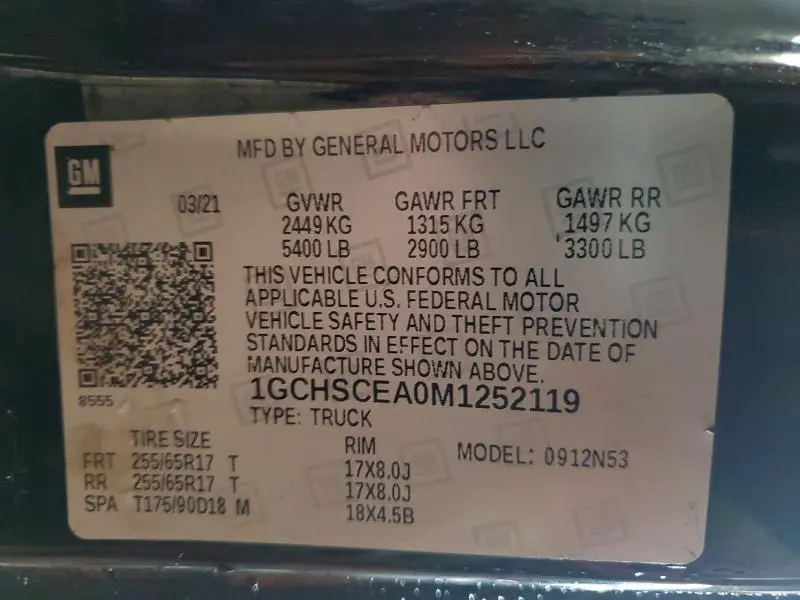 MFD BY GENERAL MOTORS LLC
GM
03/21 GVWR GAWR FRT GAWR RR
2449 KG 1315 KG 1497 KG
5400 LB 2900 LB 3300 LB
THIS VEHICLE CONFORMS TO ALL
APPLICABLE U.S. FEDERAL MOTOR
VEHICLE SAFETY AND THEFT PREVENTION
STANDARDS IN EFFECT ON THE DATE OF
MANUFACTURE SHOWN ABOVE.
8555 1GCHSCEA0M1252119
TYPE: TRUCK
TIRE SIZE RIM MODEL: 0912N53
FRT 255/65R17 T 17X8.0J
RR 255/65R17 T 17X8.0J
SPA T175/90D18 M 18X4.5B